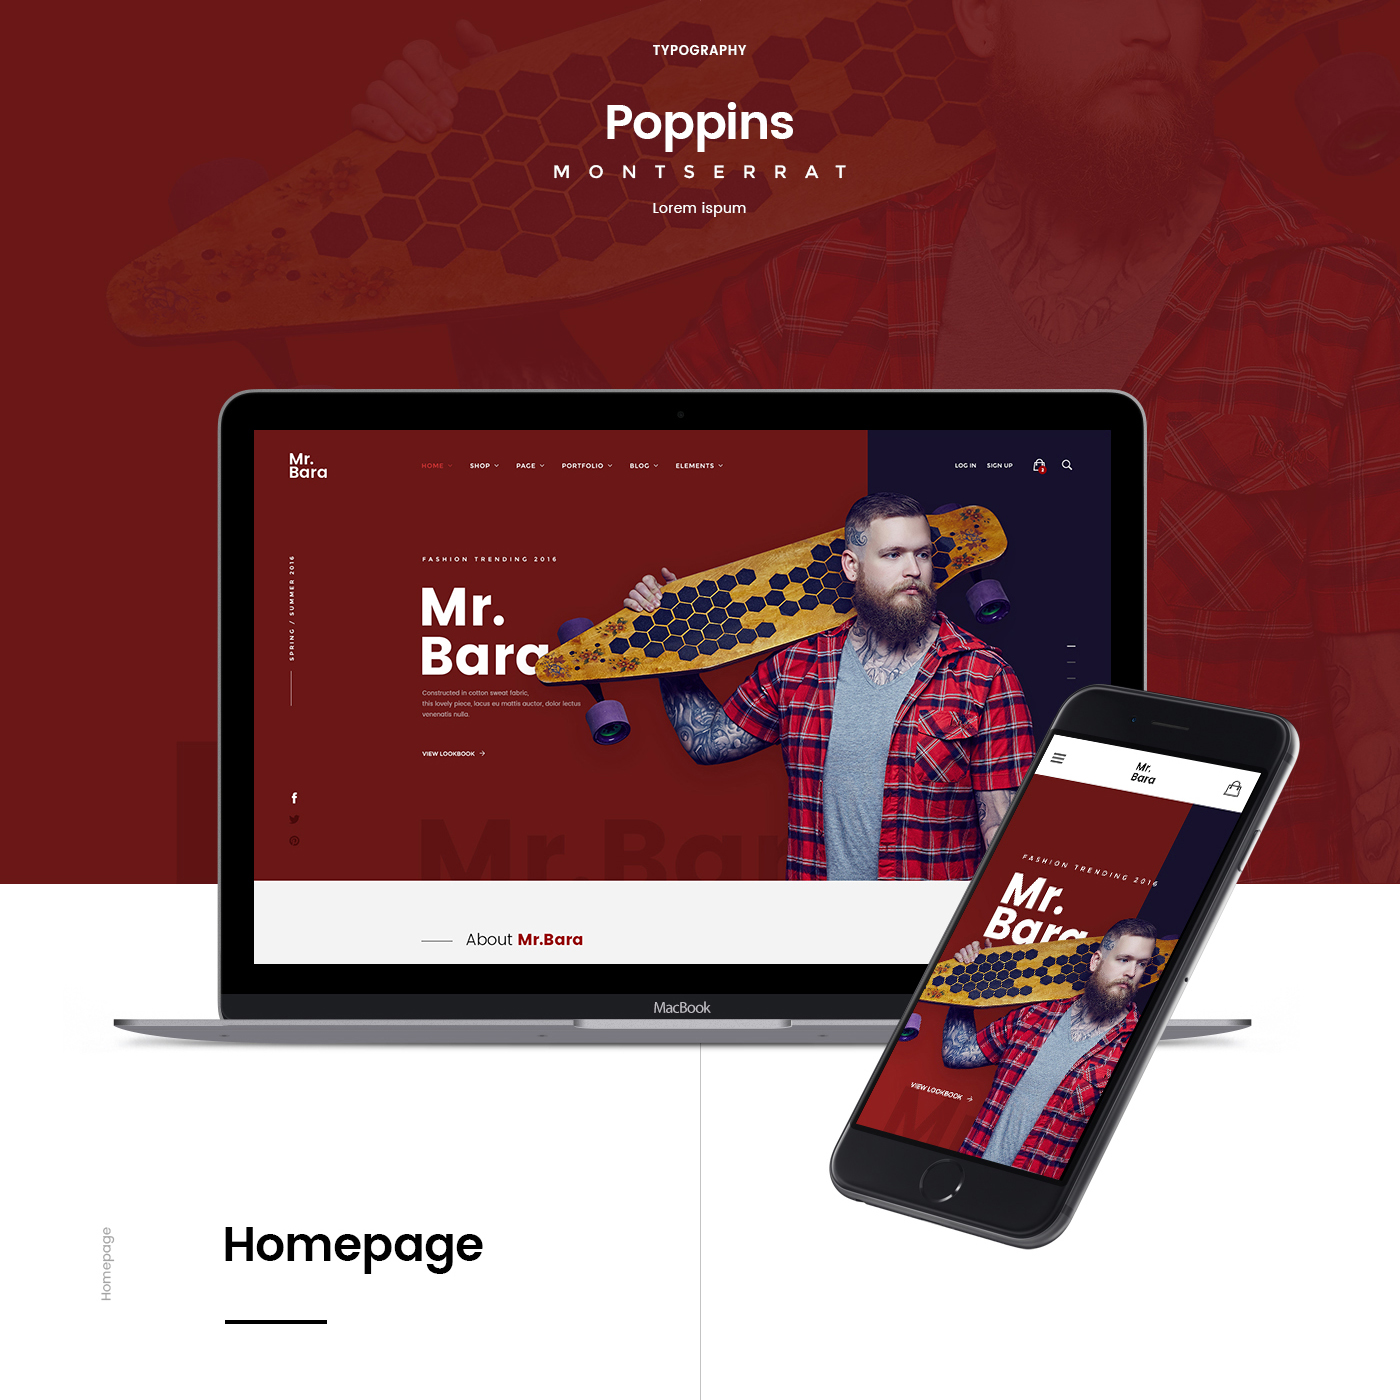 TYPOGRAPHY
Poppins
MONTSERRAT
Lorem ispum
Mr.
Bara
HOME
SHOP
PAGE
PORTFOLIO
BLOG
ELEMENTS
LOG IN
SIGN UP
SPRING / SUMMER 2016
FASHION TRENDING 2016
Mr.
Bara
Constructed in cotton sweat fabric,
this lovely piece, lacus eu mattis auctor, dolor lectus
venenatis nulla.
VIEW LOOKBOOK
Mr.Bar
About Mr.Bara
MacBook
Mr.
Bara
FASHION TRENDING 2016
Mr.
Bara
VIEW LOOKBOOK
Homepage
Homepage